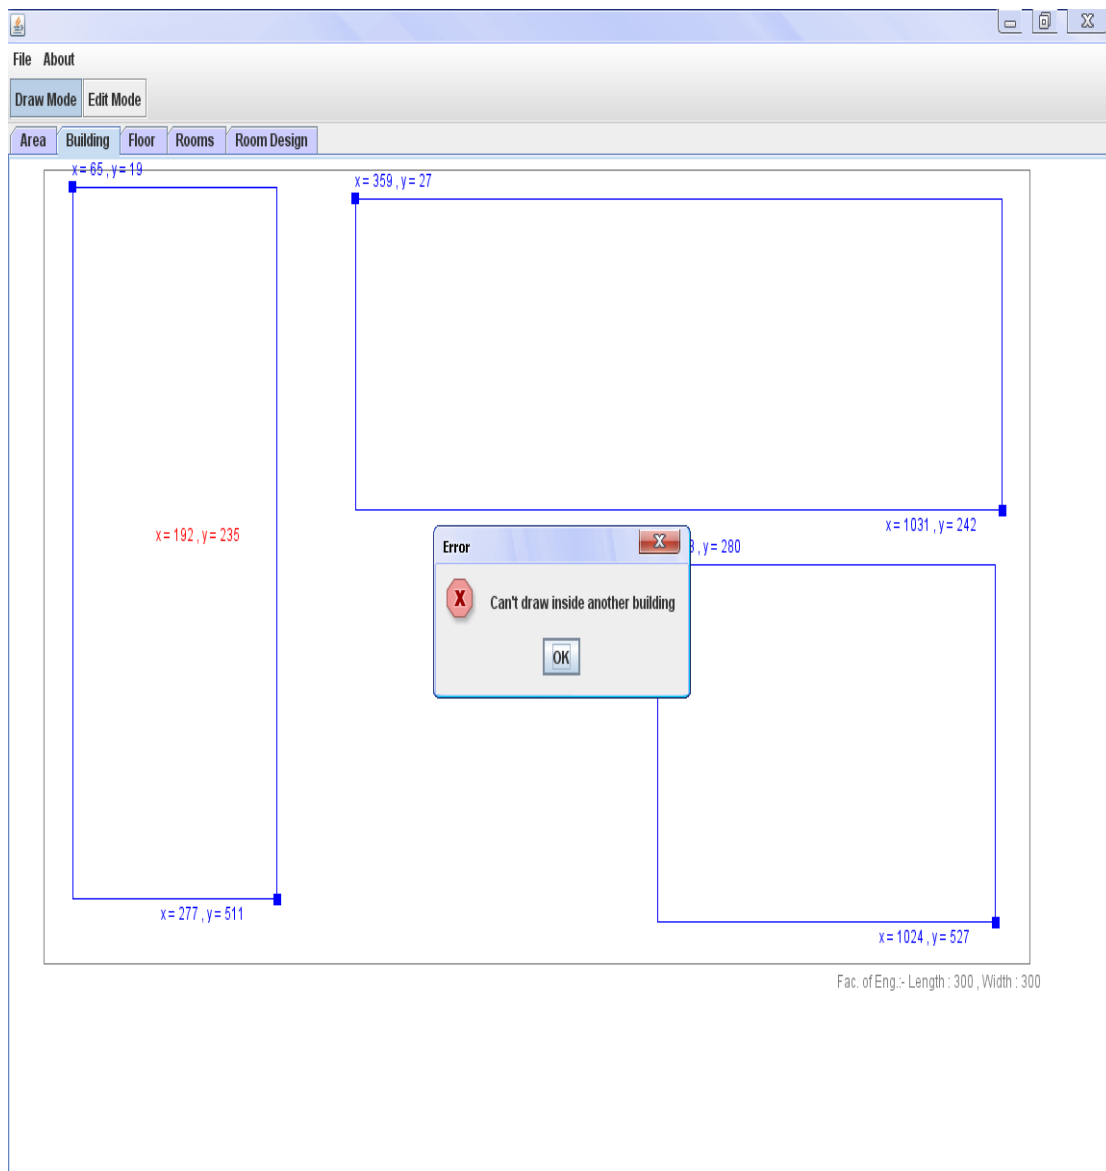 File About
Draw Mode Edit Mode
Area Building Floor Rooms Room Design
x = 65 , y = 19
x = 359 , y = 27
x = 192 , y = 235
x = 1031 , y = 242
, y = 280
Error
X
X
Can't draw inside another building
OK
x = 277 , y = 511
x = 1024 , y = 527
Fac. of Eng.:- Length : 300 , Width : 300